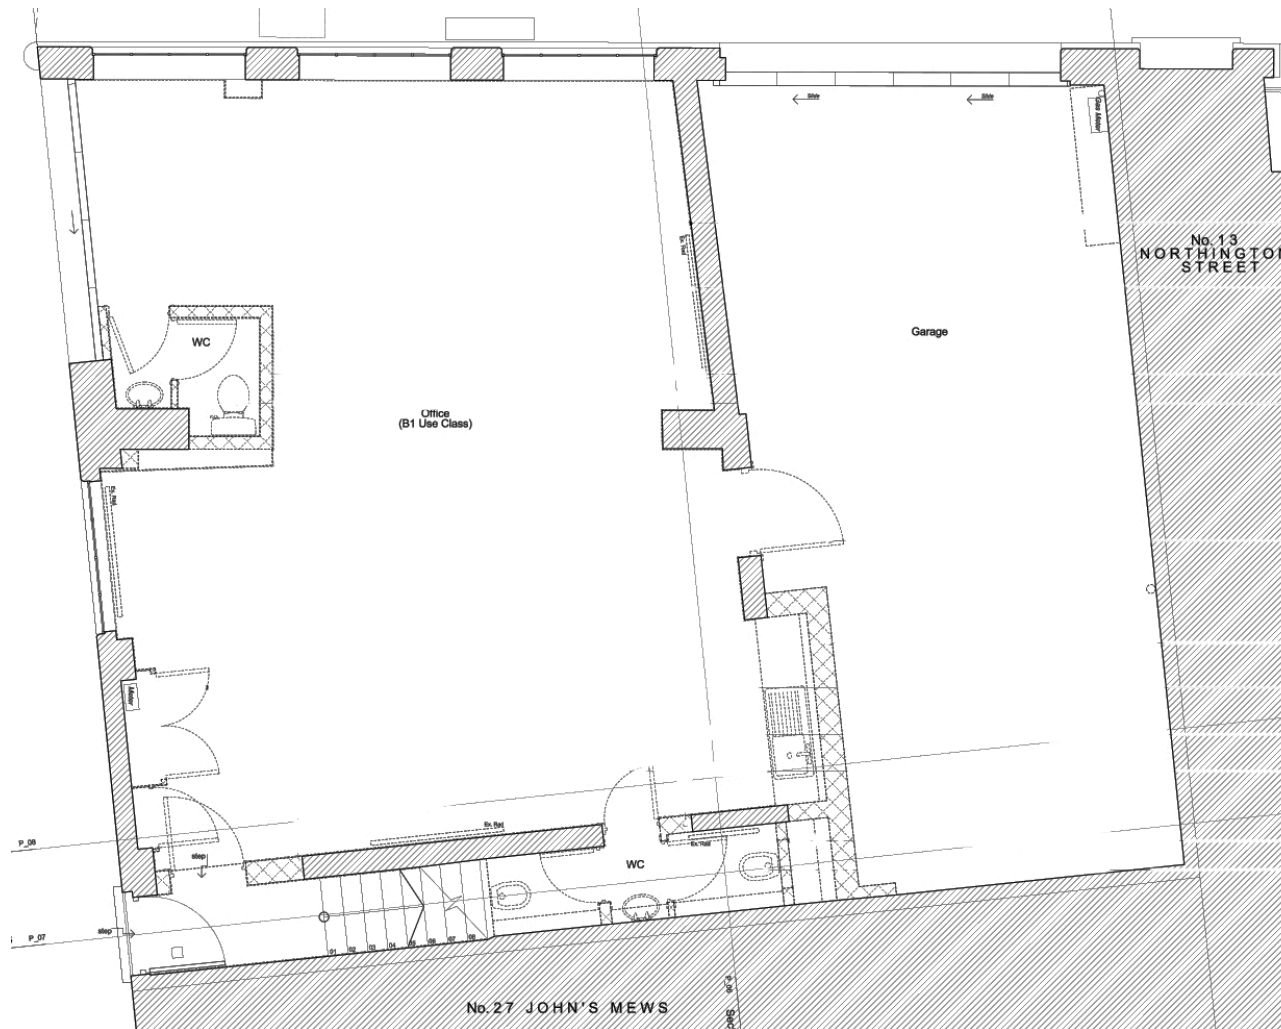 Slide
Slide
Gas Meter
No. 13
NORTHINGTON
STREET
Ex. Rad
Garage
WC
Office
(B1 Use Class)
Ex. Rad
Meter
Ex. Rad
P_08
step
WC
Ex. Rad
P_07
step
01 02 03 04 05 06 07 08
No. 27 JOHN'S MEWS
P_09